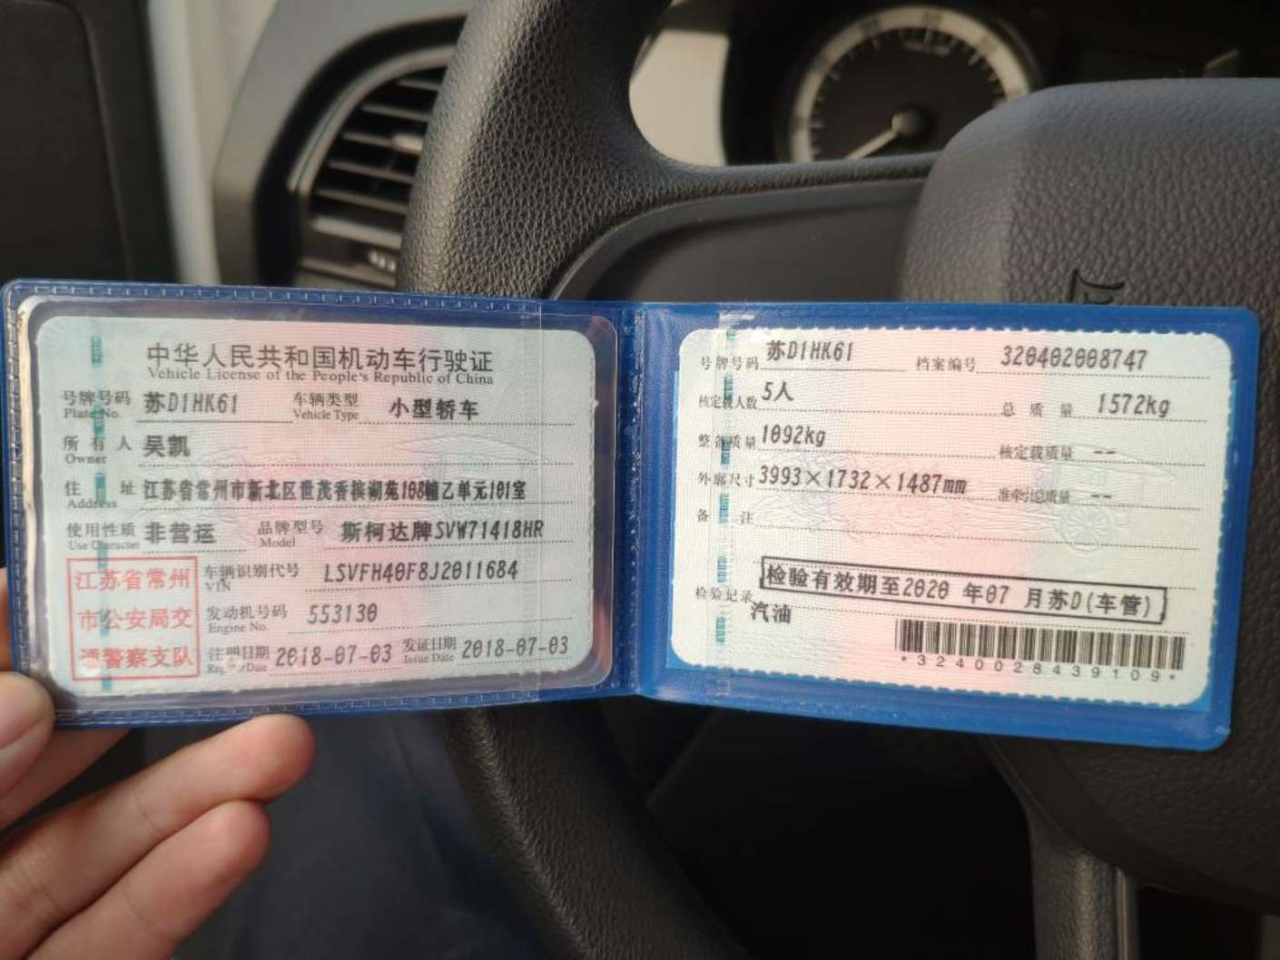 中华人民共和国机动车行驶证
Vehicle License of the People's Republic of China
号牌号码 苏D1HK61 车辆类型 小型轿车
Plate No. Vehicle Type
所有人 吴凯
Owner
住址 江苏省常州市新北区世茂香槟湖苑108幢乙单元101室
Address
使用性质 非营运 品牌型号 斯柯达牌SVW71418HR
Use Character Model
江苏省常州
市公安局交
通警察支队
车辆识别代号 LSVFH40F8J2011684
VIN
发动机号码 553130
Engine No.
注册日期 2018-07-03 发证日期 2018-07-03
Register Date Issue Date
号牌号码 苏D1HK61 档案编号 320402008747
核定载人数 5人 总质量 1572kg
整备质量 1092kg 核定载质量 --
外廓尺寸 3993×1732×1487mm 准牵引总质量 --
备注
检验记录 检验有效期至2020 年07 月苏D(车管)
汽油
*3240028439109*